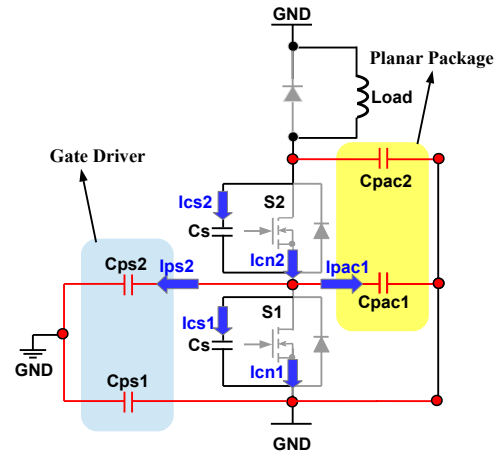 GND
Planar Package
Load
Gate Driver
Cpac2
S2
Ics2
Cs
Cps2
Ips2
Icn2
Ipac1
Cpac1
S1
Ics1
Cs
GND
Cps1
Icn1
GND